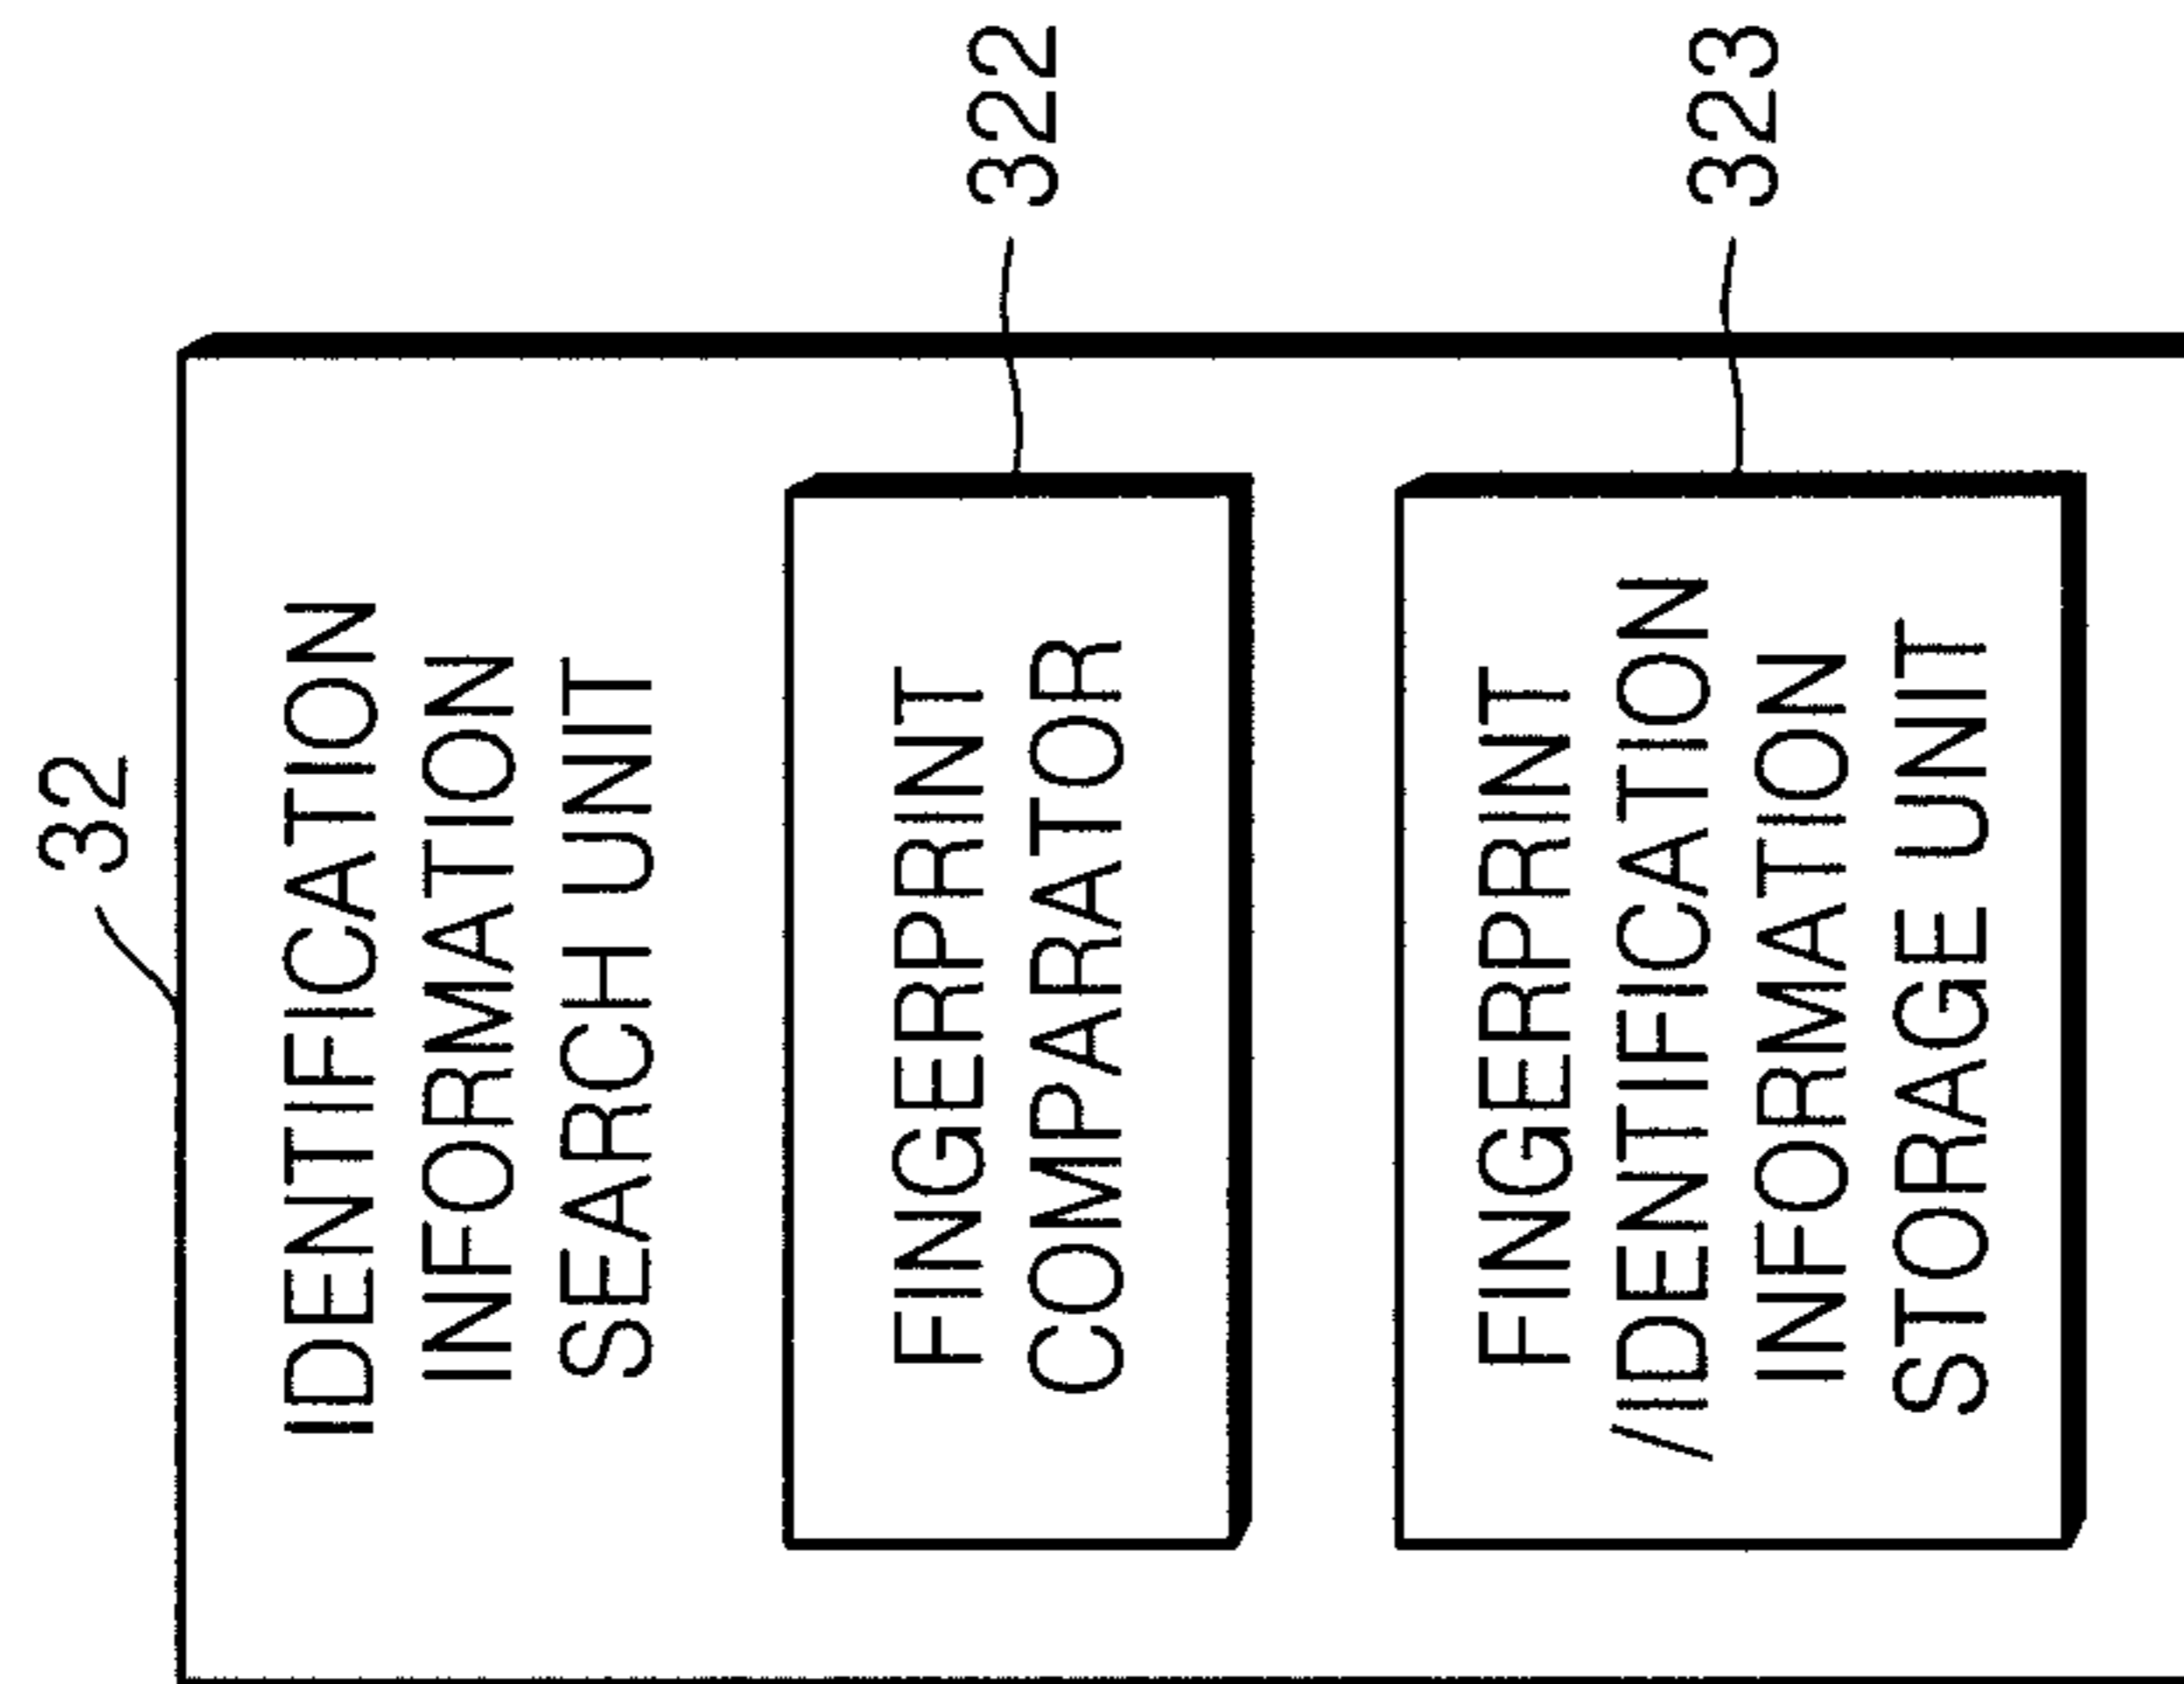 32
IDENTIFICATION
INFORMATION
SEARCH UNIT
322
FINGERPRINT
COMPARATOR
323
FINGERPRINT
/IDENTIFICATION
INFORMATION
STORAGE UNIT